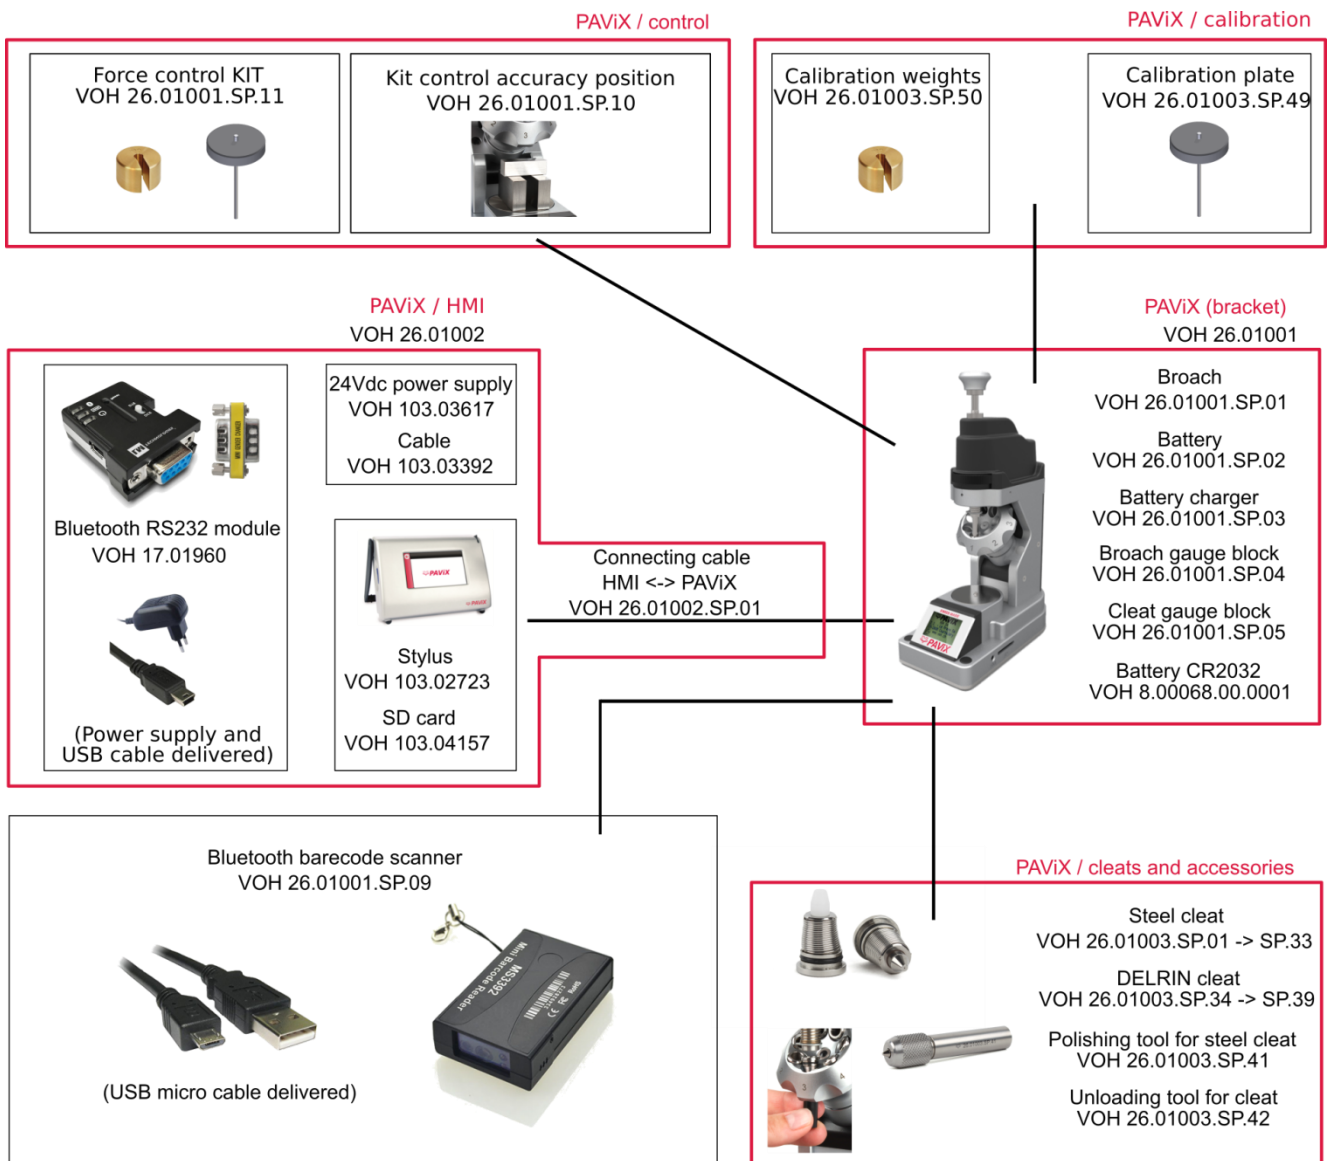 PAViX / control
PAViX / calibration
Force control KIT
VOH 26.01001.SP.11
Kit control accuracy position
VOH 26.01001.SP.10
Calibration weights
VOH 26.01003.SP.50
Calibration plate
VOH 26.01003.SP.49
PAViX / HMI
VOH 26.01002
Bluetooth RS232 module
VOH 17.01960
(Power supply and
USB cable delivered)
24Vdc power supply
VOH 103.03617
Cable
VOH 103.03392
PAViX
Stylus
VOH 103.02723
SD card
VOH 103.04157
Connecting cable
HMI <-> PAViX
VOH 26.01002.SP.01
PAViX (bracket)
VOH 26.01001
PAViX
Broach
VOH 26.01001.SP.01
Battery
VOH 26.01001.SP.02
Battery charger
VOH 26.01001.SP.03
Broach gauge block
VOH 26.01001.SP.04
Cleat gauge block
VOH 26.01001.SP.05
Battery CR2032
VOH 8.00068.00.0001
Bluetooth barecode scanner
VOH 26.01001.SP.09
(USB micro cable delivered)
MS3392
Mini Barcode Reader
PAViX / cleats and accessories
Steel cleat
VOH 26.01003.SP.01 -> SP.33
DELRIN cleat
VOH 26.01003.SP.34 -> SP.39
Polishing tool for steel cleat
VOH 26.01003.SP.41
Unloading tool for cleat
VOH 26.01003.SP.42
3
4